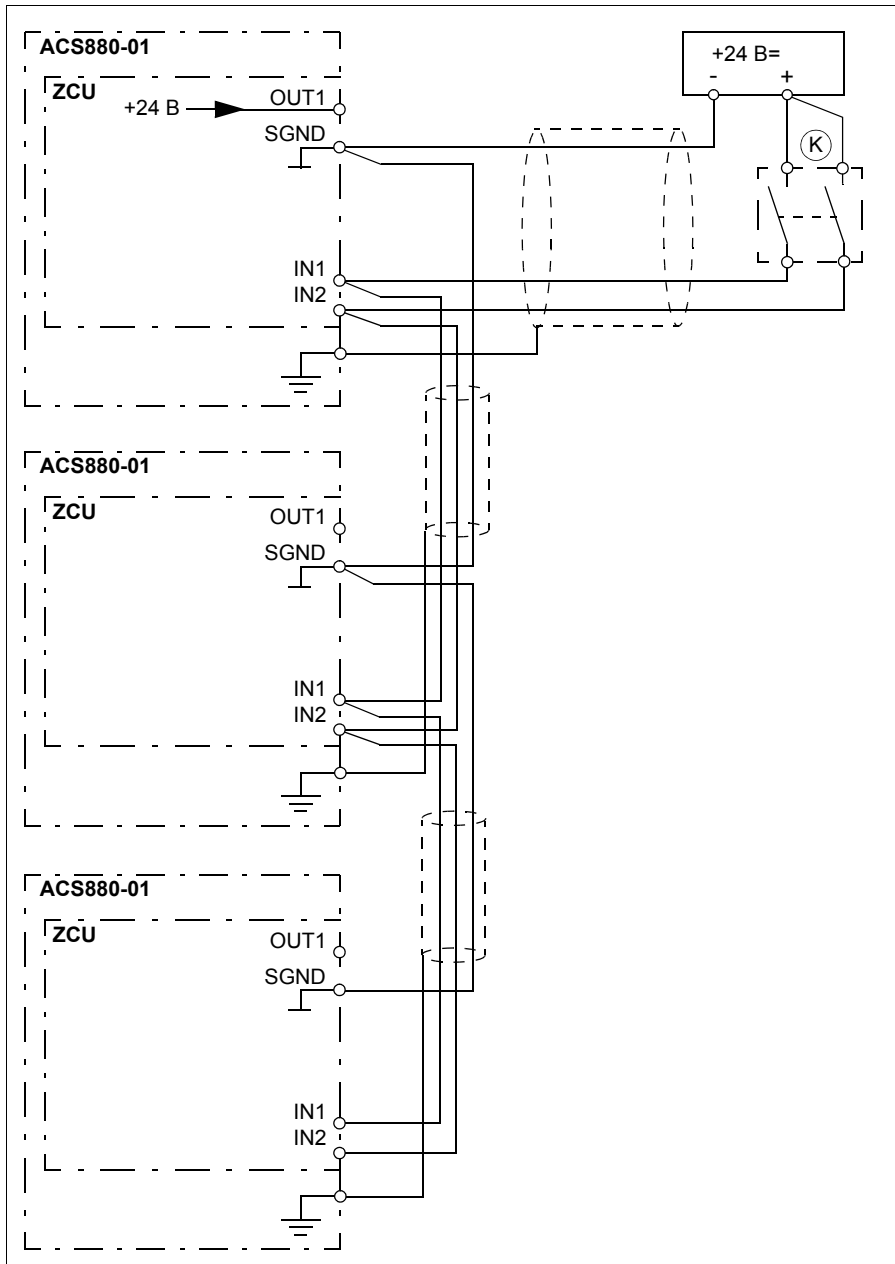 ACS880-01
ZCU
+24 В
OUT1
SGND
IN1
IN2
+24 В=
- +
K
ACS880-01
ZCU
OUT1
SGND
IN1
IN2
ACS880-01
ZCU
OUT1
SGND
IN1
IN2